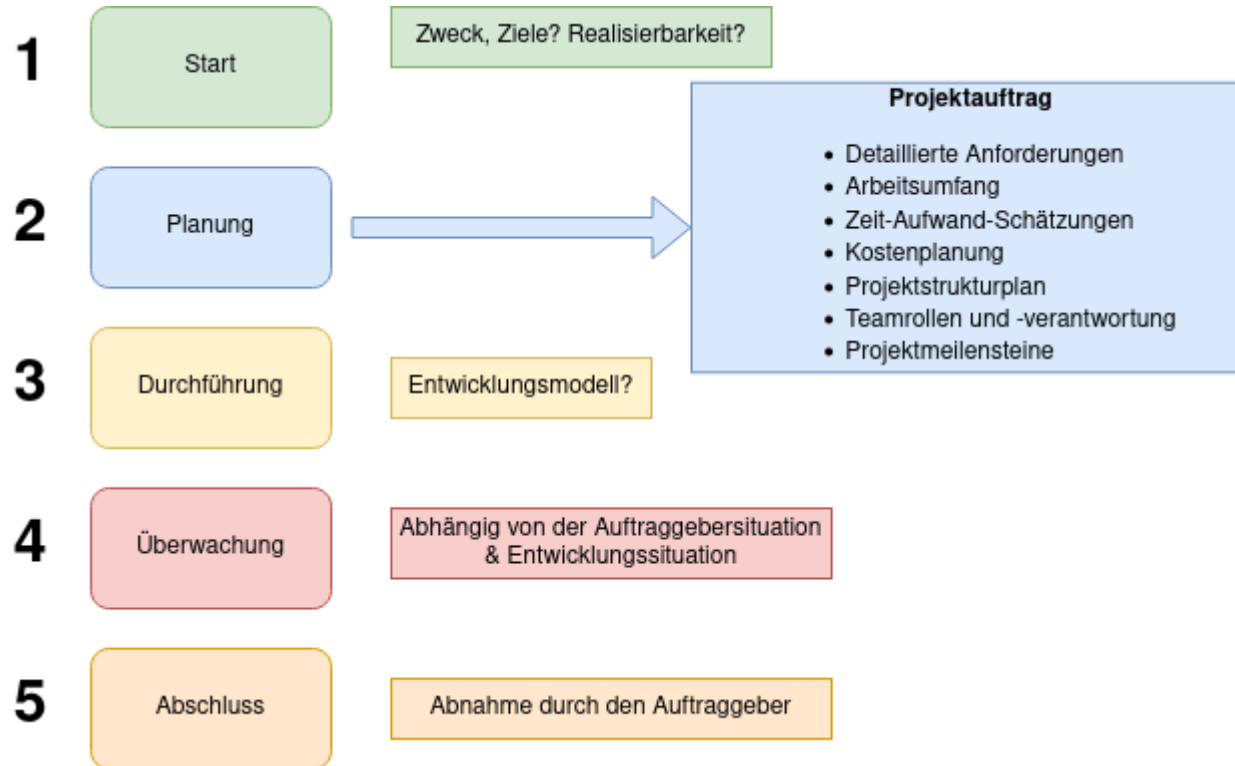 1
Start
Zweck, Ziele? Realisierbarkeit?
2
Planung
Projektauftrag
• Detaillierte Anforderungen
• Arbeitsumfang
• Zeit-Aufwand-Schätzungen
• Kostenplanung
• Projektstrukturplan
• Teamrollen und -verantwortung
• Projektmeilensteine
3
Durchführung
Entwicklungsmodell?
4
Überwachung
Abhängig von der Auftraggebersituation
& Entwicklungssituation
5
Abschluss
Abnahme durch den Auftraggeber